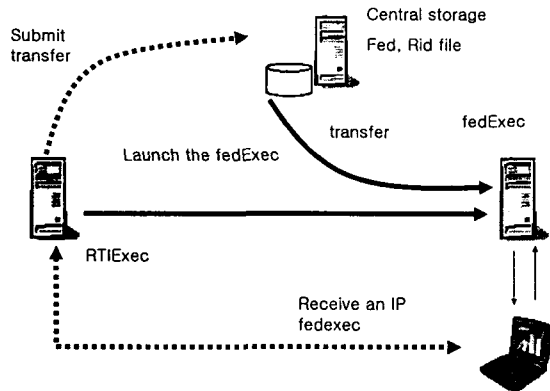 Submit
transfer
Central storage
Fed, Rid file
transfer
fedExec
Launch the fedExec
RTIExec
Receive an IP
fedexec